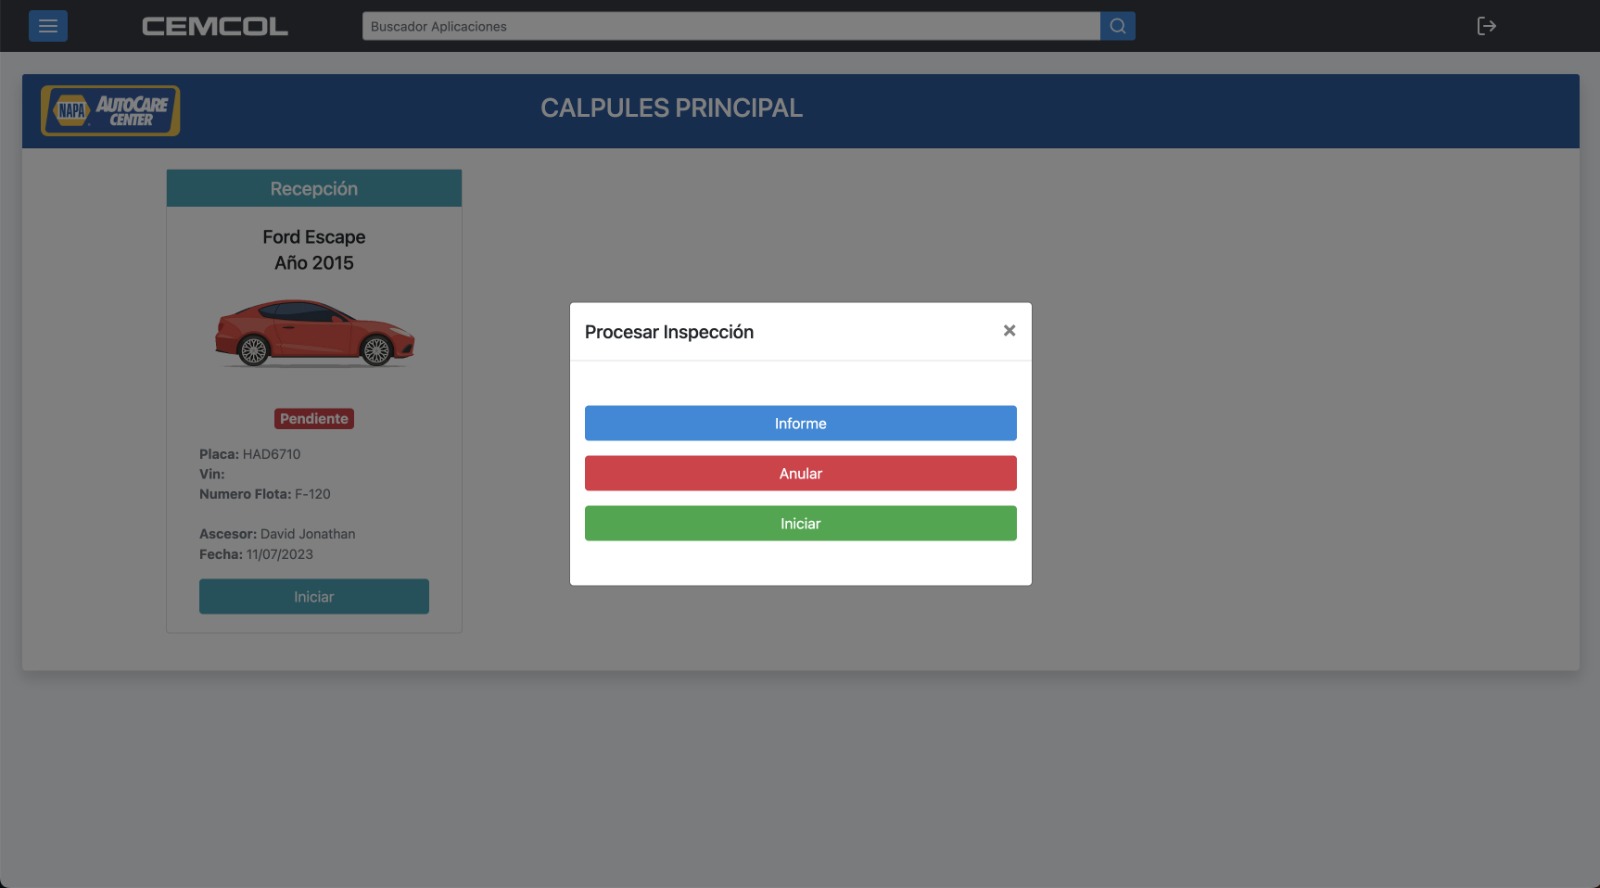 CEMCOL
Buscador Aplicaciones
NAPA AUTOCARE CENTER
CALPULES PRINCIPAL
Recepción
Ford Escape
Año 2015
Pendiente
Placa: HAD6710
Vin:
Numero Flota: F-120
Ascesor: David Jonathan
Fecha: 11/07/2023
Iniciar
Procesar Inspección
×
Informe
Anular
Iniciar